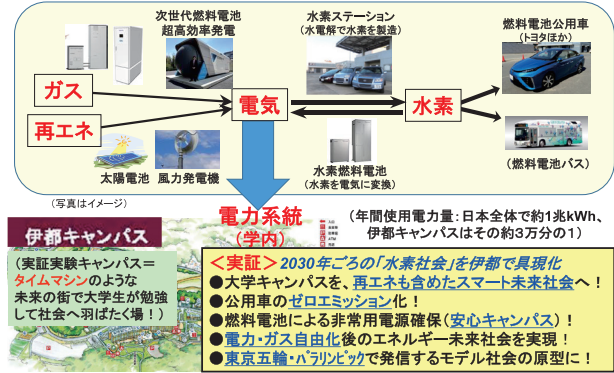 次世代燃料電池
超高効率発電
水素ステーション
(水電解で水素を製造)
燃料電池公用車
(トヨタほか)
ガス
再エネ
電気
水素
太陽電池
風力発電機
水素燃料電池
(水素を電気に変換)
(燃料電池バス)
(写真はイメージ)
電力系統
(学内)
(年間使用電力量:日本全体で約1兆kWh、
伊都キャンパスはその約3万分の1)
伊都キャンパス
(実証実験キャンパス=
タイムマシンのような
未来の街で大学生が勉強
して社会へ羽ばたく場!)
<実証>2030年ごろの「水素社会」を伊都で具現化
●大学キャンパスを、再エネも含めたスマート未来社会へ!
●公用車のゼロエミッション化!
●燃料電池による非常用電源確保(安心キャンパス)!
●電力・ガス自由化後のエネルギー未来社会を実現!
●東京五輪・パラリンピックで発信するモデル社会の原型に!